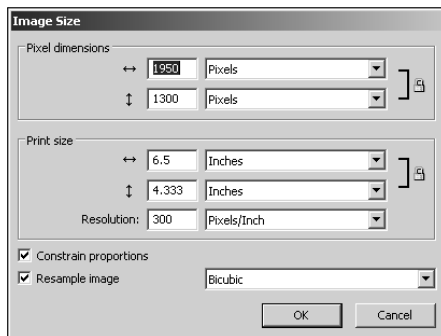 Image Size
Pixel dimensions
1950 Pixels
1300 Pixels
Print size
6.5 Inches
4.333 Inches
Resolution: 300 Pixels/Inch
Constrain proportions
Resample image Bicubic
OK Cancel